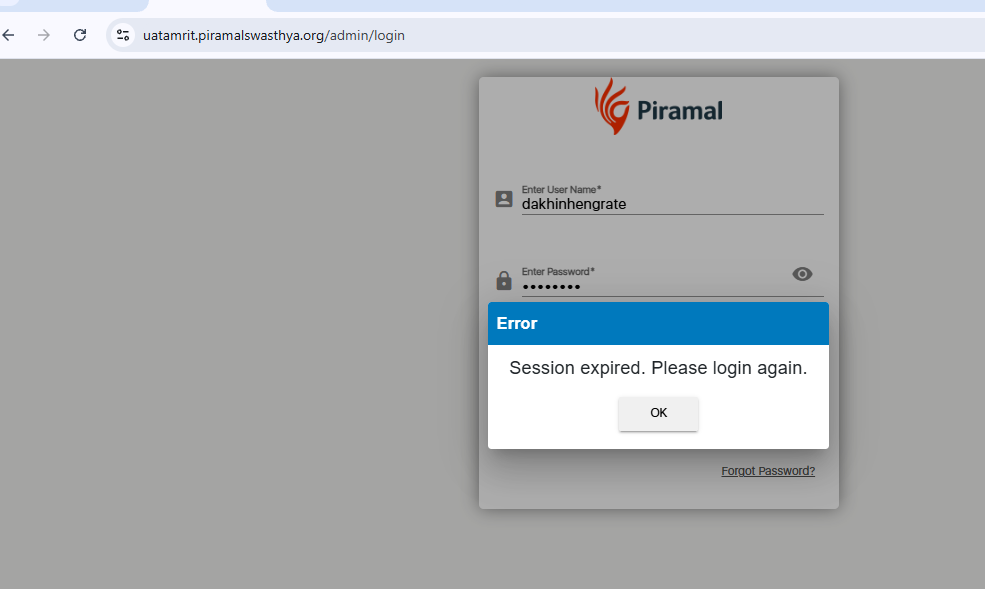 uatamrit.piramalswasthya.org/admin/login
Piramal
Enter User Name*
dakhinhengrate
Enter Password*
••••••••
Error
Session expired. Please login again.
OK
Forgot Password?